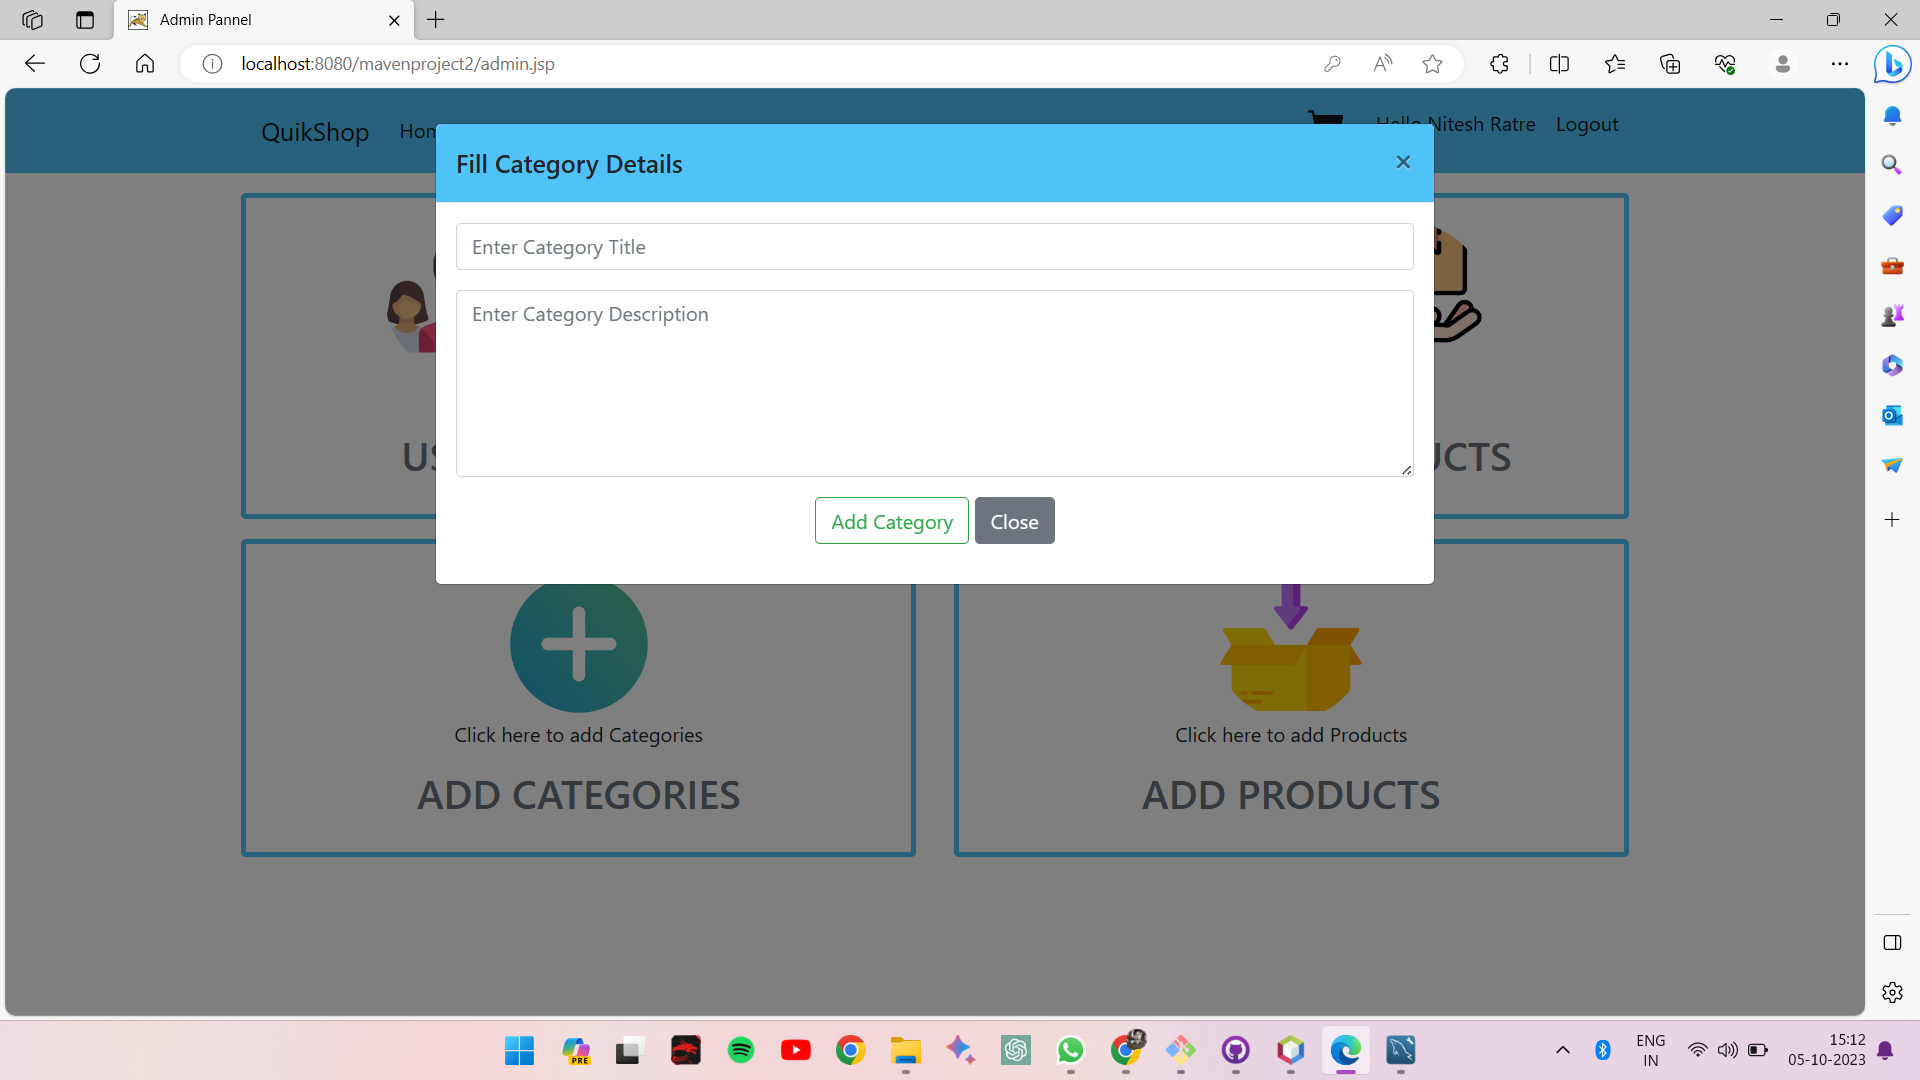 Admin Pannel
localhost:8080/mavenproject2/admin.jsp
QuikShop
Hello Nitesh Ratre
Logout
Fill Category Details
×
Enter Category Title
Enter Category Description
Add Category
Close
UCTS
Click here to add Categories
ADD CATEGORIES
Click here to add Products
ADD PRODUCTS
PRE
ENG
IN
15:12
05-10-2023